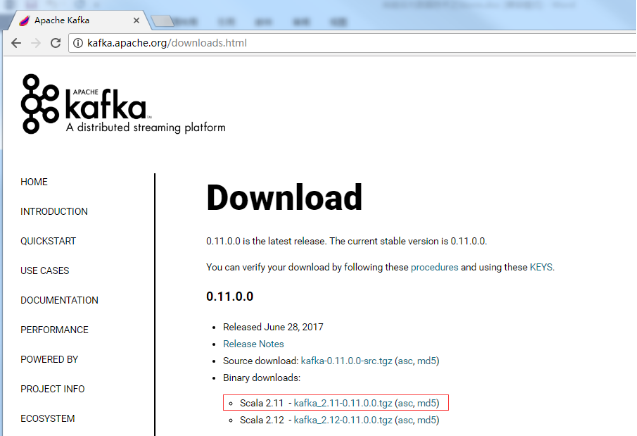 Apache Kafka
kafka.apache.org/downloads.html
APACHE
kafka
A distributed streaming platform
HOME
INTRODUCTION
QUICKSTART
USE CASES
DOCUMENTATION
PERFORMANCE
POWERED BY
PROJECT INFO
ECOSYSTEM
Download
0.11.0.0 is the latest release. The current stable version is 0.11.0.0.
You can verify your download by following these procedures and using these KEYS.
0.11.0.0
Released June 28, 2017
Release Notes
Source download: kafka-0.11.0.0-src.tgz (asc, md5)
Binary downloads:
Scala 2.11 - kafka_2.11-0.11.0.0.tgz (asc, md5)
Scala 2.12 - kafka_2.12-0.11.0.0.tgz (asc, md5)